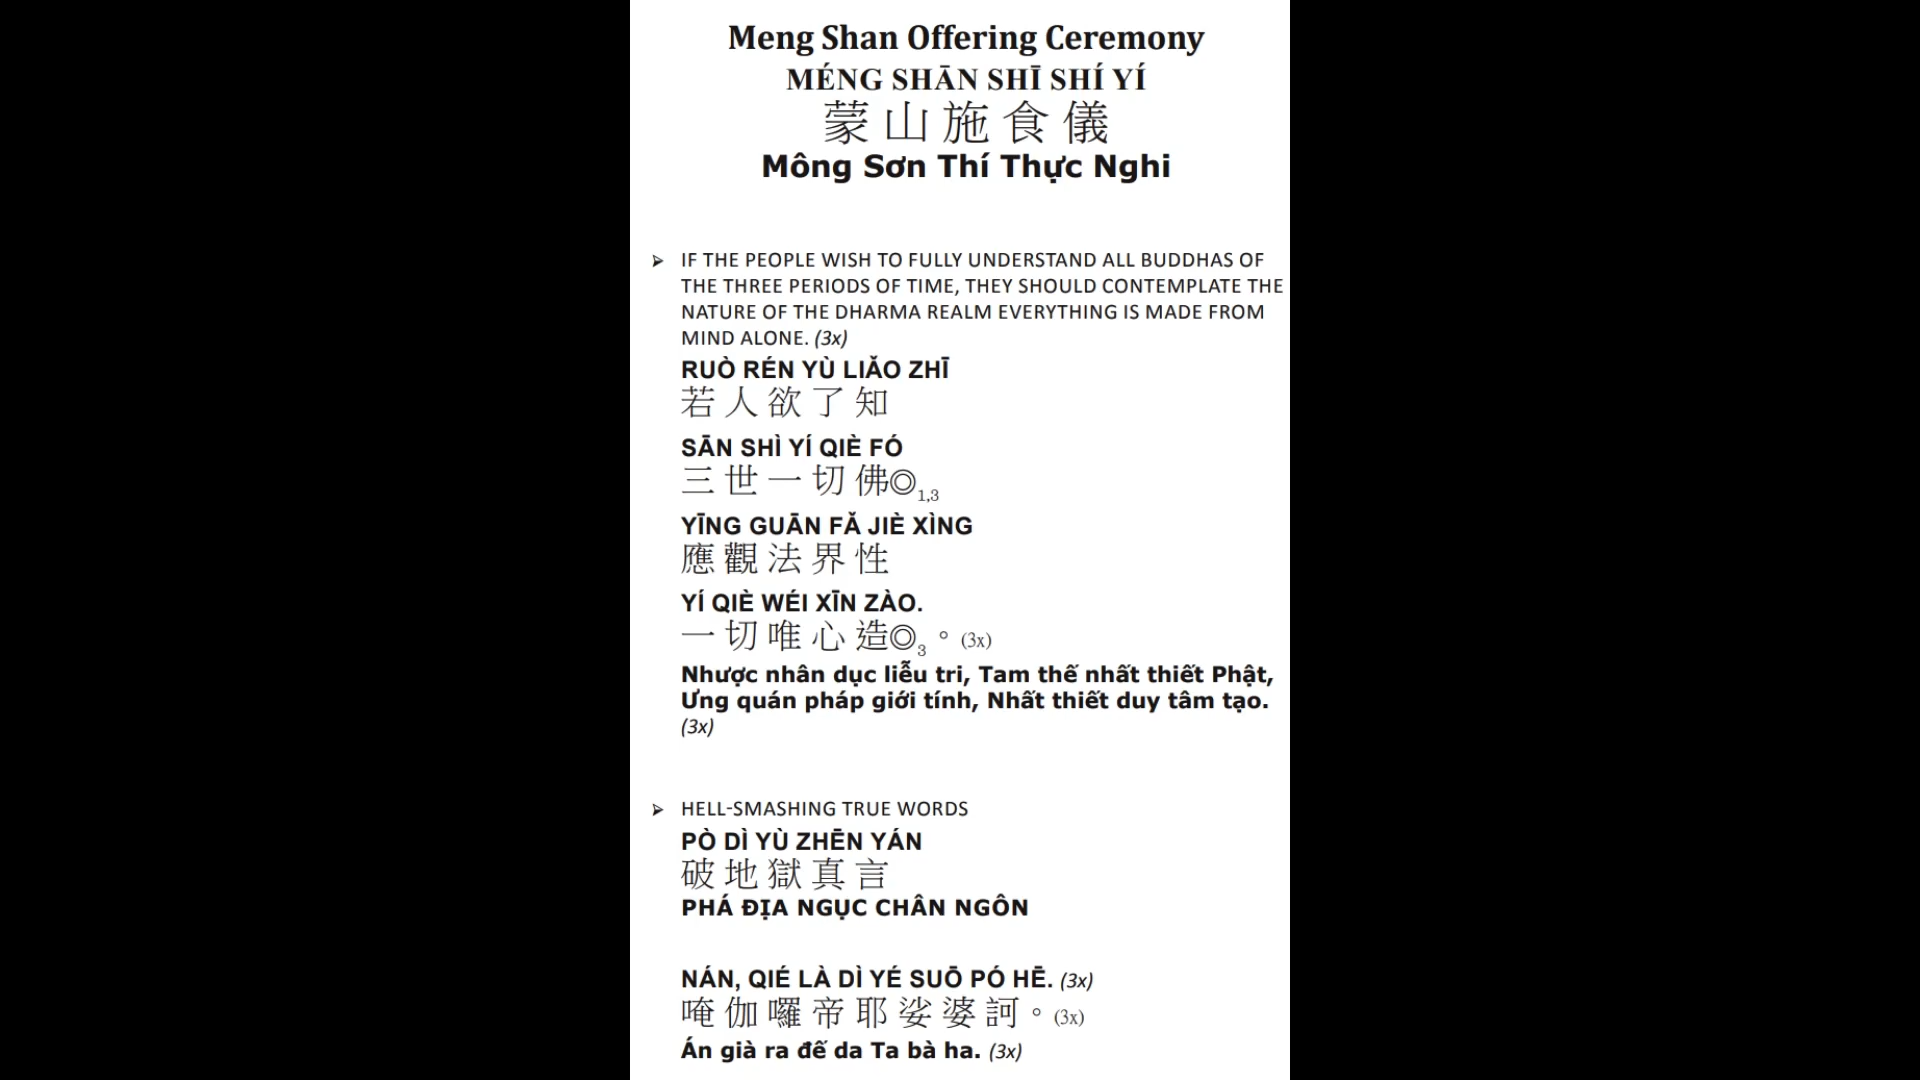 Meng Shan Offering Ceremony
MÉNG SHĀN SHĪ SHÍ YÍ
蒙山施食儀
Mông Sơn Thí Thực Nghi
➢ IF THE PEOPLE WISH TO FULLY UNDERSTAND ALL BUDDHAS OF
THE THREE PERIODS OF TIME, THEY SHOULD CONTEMPLATE THE
NATURE OF THE DHARMA REALM EVERYTHING IS MADE FROM
MIND ALONE. (3x)
RUÒ RÉN YÙ LIǍO ZHĪ
若人欲了知
SĀN SHÌ YÍ QIÈ FÓ
三世一切佛◎1,3
YĪNG GUĀN FǍ JIÈ XÌNG
應觀法界性
YÍ QIÈ WÉI XĪN ZÀO.
一切唯心造◎3。(3x)
Nhược nhân dục liễu tri, Tam thế nhất thiết Phật,
Ưng quán pháp giới tính, Nhất thiết duy tâm tạo.
(3x)
➢ HELL-SMASHING TRUE WORDS
PÒ DÌ YÙ ZHĒN YÁN
破地獄真言
PHÁ ĐỊA NGỤC CHÂN NGÔN
NÁN, QIÉ LÀ DÌ YÉ SUŌ PÓ HĒ. (3x)
唵伽囉帝耶娑婆訶。(3x)
Án già ra đế da Ta bà ha. (3x)